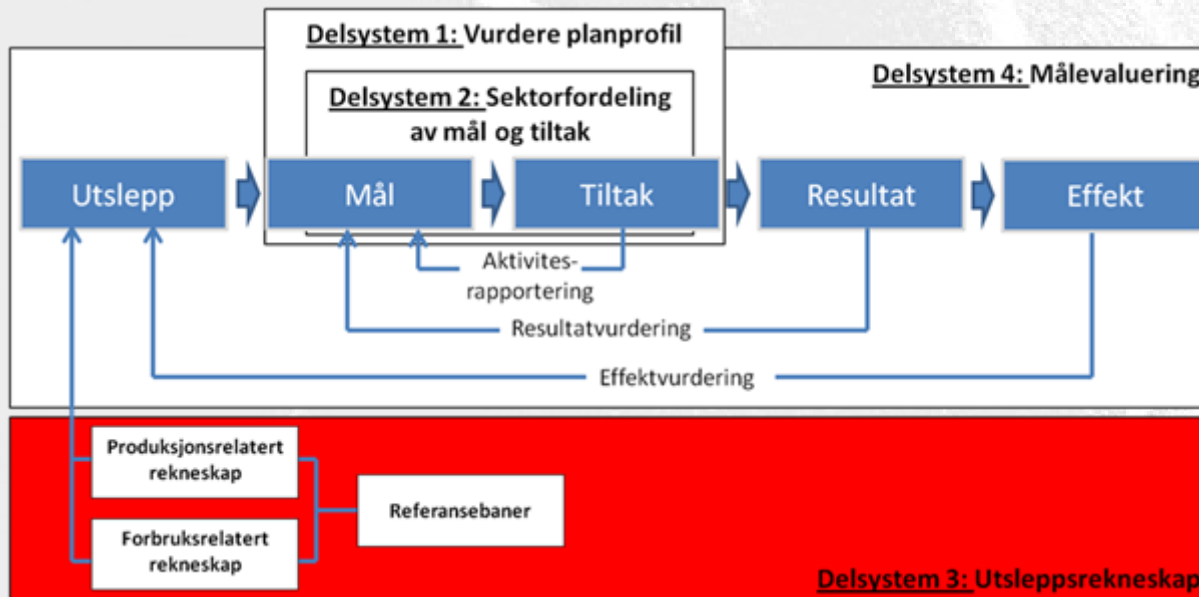 Delsystem 1: Vurdere planprofil
Delsystem 4: Målevaluering
Delsystem 2: Sektorfordeling
av mål og tiltak
Utslepp
Mål
Tiltak
Resultat
Effekt
Aktivites-
rapportering
Resultatvurdering
Effektvurdering
Produksjonsrelatert
rekneskap
Referansebaner
Forbruksrelatert
rekneskap
Delsystem 3: Utsleppsrekneskap